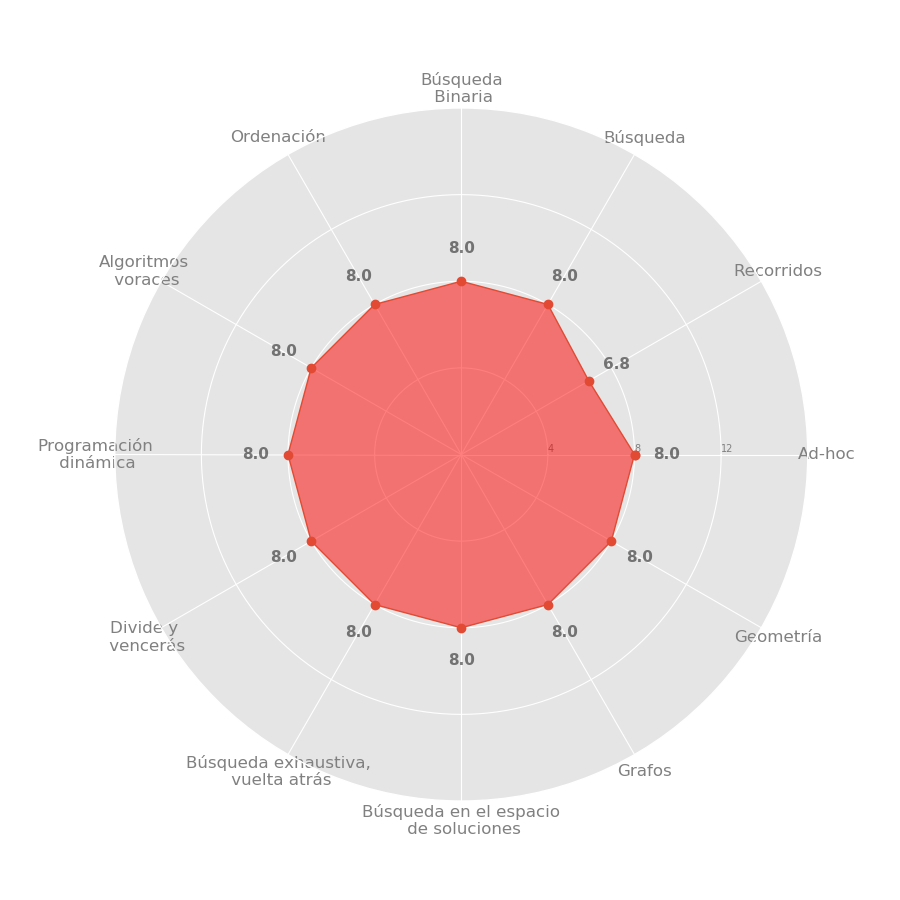 Búsqueda
Binaria
Ordenación
Búsqueda
8.0
Algoritmos
voraces
8.0
8.0
Recorridos
8.0
6.8
Programación
dinámica
8.0
4
8
12
8.0
Ad-hoc
8.0
8.0
Divide y
vencerás
8.0
8.0
Geometría
8.0
Búsqueda exhaustiva,
vuelta atrás
Grafos
Búsqueda en el espacio
de soluciones